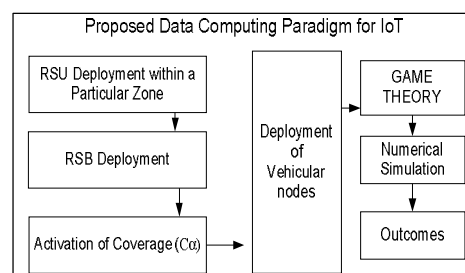 Proposed Data Computing Paradigm for IoT
RSU Deployment within a
Particular Zone
RSB Deployment
Activation of Coverage (Cα)
Deployment
of
Vehicular
nodes
GAME
THEORY
Numerical
Simulation
Outcomes